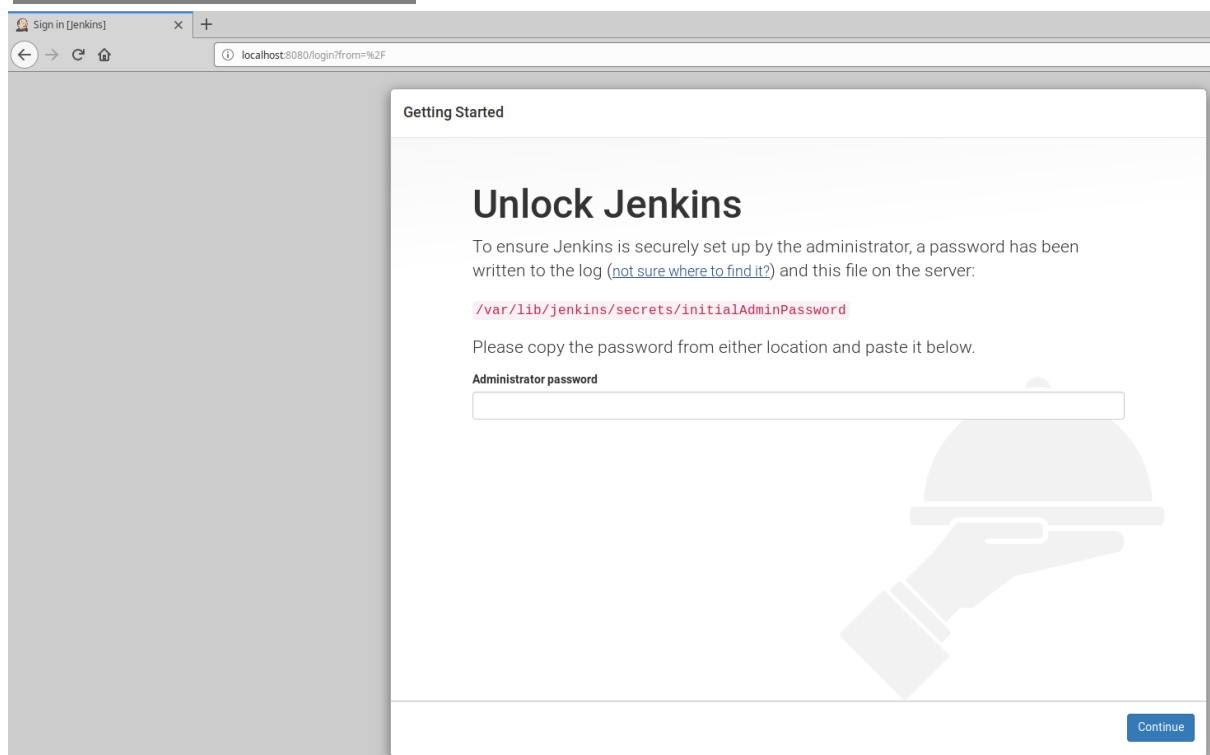 Sign in [Jenkins]
localhost:8080/login?from=%2F
Getting Started
Unlock Jenkins
To ensure Jenkins is securely set up by the administrator, a password has been
written to the log (not sure where to find it?) and this file on the server:
/var/lib/jenkins/secrets/initialAdminPassword
Please copy the password from either location and paste it below.
Administrator password
Continue